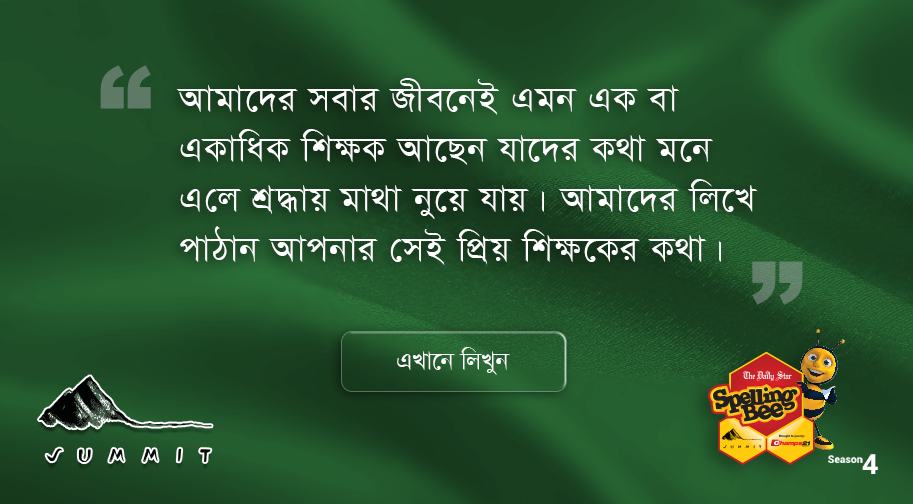 আমাদের সবার জীবনেই এমন এক বা
একাধিক শিক্ষক আছেন যাদের কথা মনে
এলে শ্রদ্ধায় মাথা নুয়ে যায়। আমাদের লিখে
পাঠান আপনার সেই প্রিয় শিক্ষকের কথা।
এখানে লিখুন
SUMMIT
The Daily Star
Spelling
Bee
SUMMIT
Champs21
Season 4